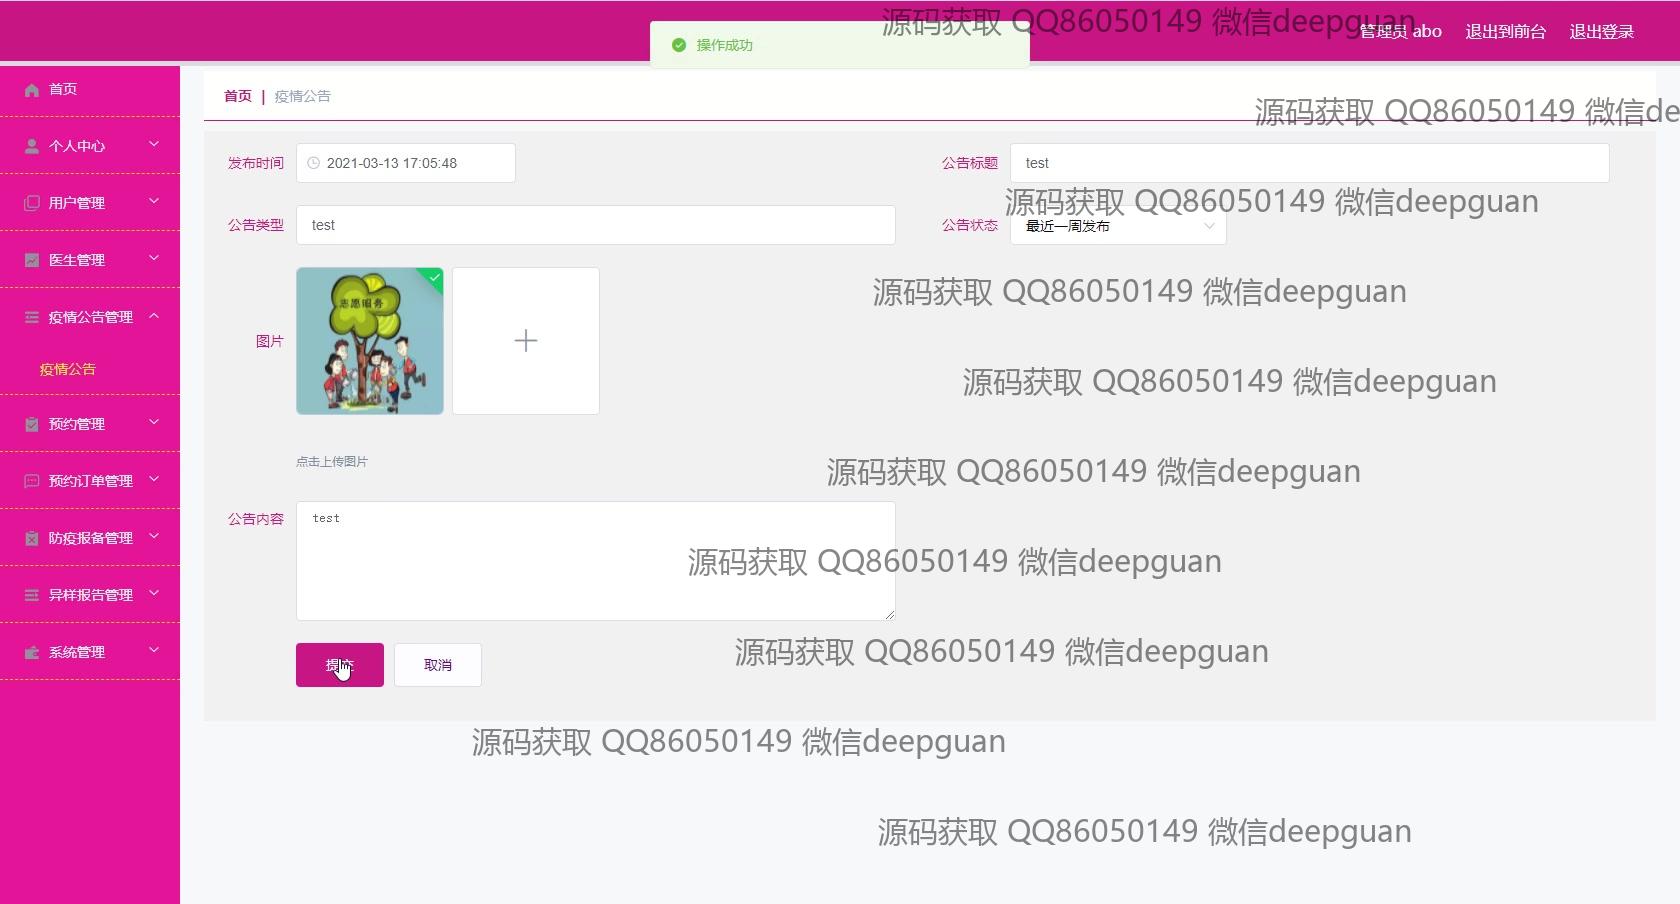 源码获取 QQ86050149 微信deepguan
管理员 abo 退出到前台 退出登录
操作成功
首页
首页 | 疫情公告
源码获取 QQ86050149 微信de
个人中心
发布时间 2021-03-13 17:05:48
公告标题 test
用户管理
源码获取 QQ86050149 微信deepguan
公告类型 test
公告状态 最近一周发布
医生管理
志愿服务
源码获取 QQ86050149 微信deepguan
疫情公告管理
图片
疫情公告
源码获取 QQ86050149 微信deepguan
预约管理
点击上传图片
源码获取 QQ86050149 微信deepguan
预约订单管理
公告内容 test
防疫报备管理
源码获取 QQ86050149 微信deepguan
异样报告管理
源码获取 QQ86050149 微信deepguan
系统管理
提交 取消
源码获取 QQ86050149 微信deepguan
源码获取 QQ86050149 微信deepguan